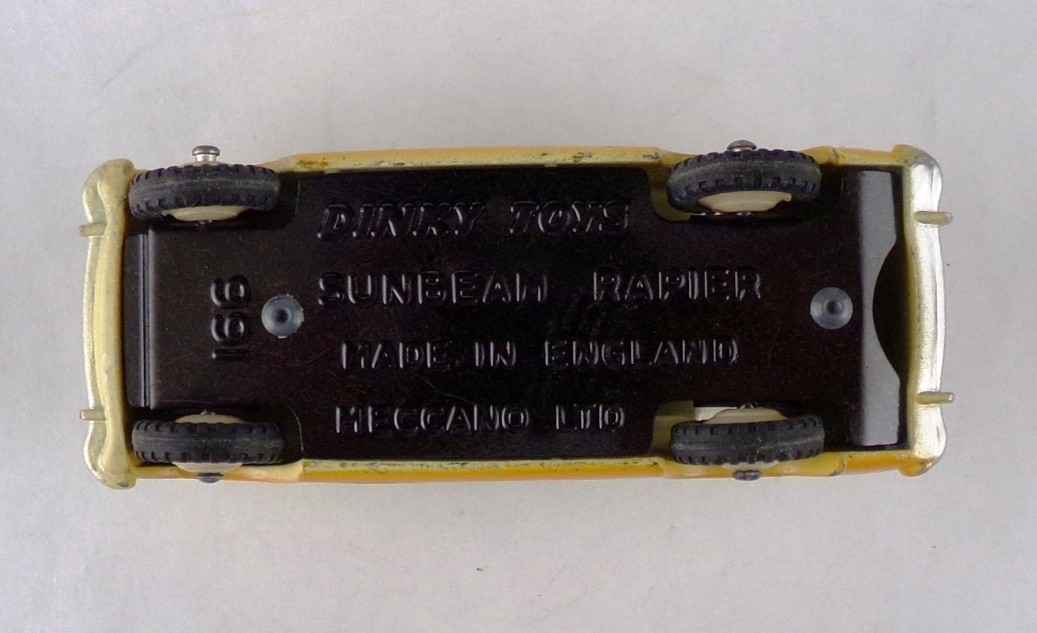 DINKY TOYS
SUNBEAM RAPIER
MADE IN ENGLAND
MECCANO LTD
166